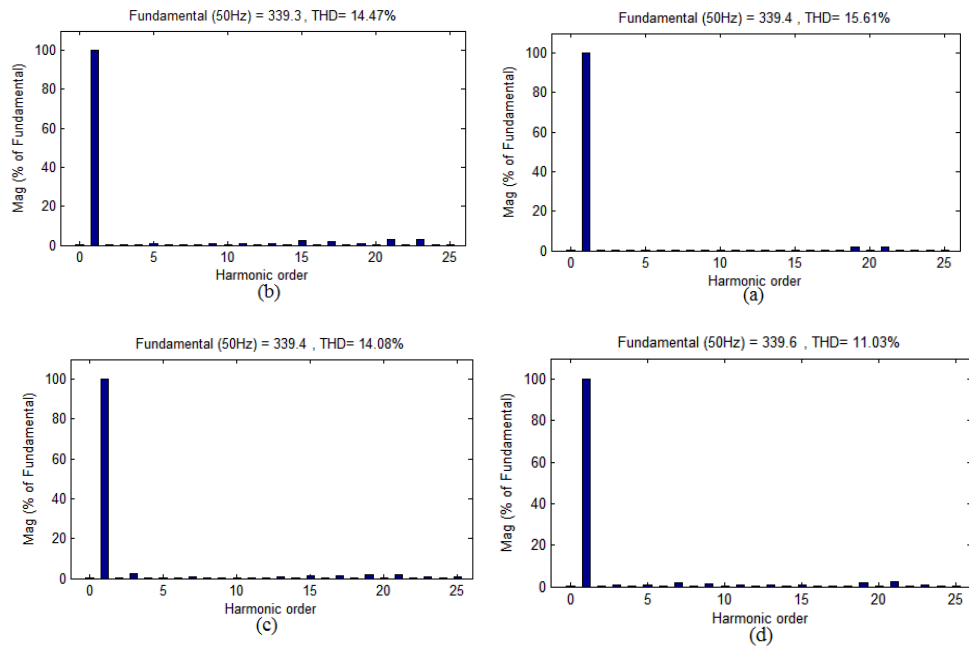 Fundamental (50Hz) = 339.3 , THD= 14.47%
Mag (% of Fundamental)
100
80
60
40
20
0
0 5 10 15 20 25
Harmonic order
(b)
Fundamental (50Hz) = 339.4 , THD= 15.61%
Mag (% of Fundamental)
100
80
60
40
20
0
0 5 10 15 20 25
Harmonic order
(a)
Fundamental (50Hz) = 339.4 , THD= 14.08%
Mag (% of Fundamental)
100
80
60
40
20
0
0 5 10 15 20 25
Harmonic order
(c)
Fundamental (50Hz) = 339.6 , THD= 11.03%
Mag (% of Fundamental)
100
80
60
40
20
0
0 5 10 15 20 25
Harmonic order
(d)